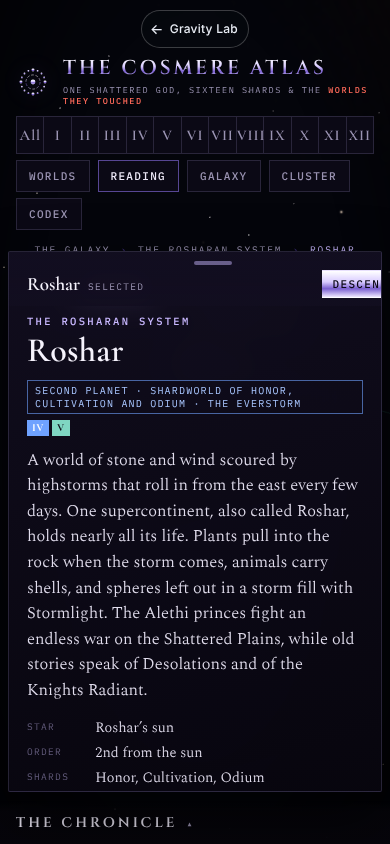 ← Gravity Lab
THE COSMERE ATLAS
ONE SHATTERED GOD, SIXTEEN SHARDS & THE WORLDS
THEY TOUCHED
All I II III IV V VI VII VIII IX X XI XII
WORLDS READING GALAXY CLUSTER
CODEX
THE GALAXY · THE ROSHARAN SYSTEM · ROSHAR
Roshar SELECTED DESCEN
THE ROSHARAN SYSTEM
Roshar
SECOND PLANET · SHARDWORLD OF HONOR,
CULTIVATION AND ODIUM · THE EVERSTORM
IV V
A world of stone and wind scoured by
highstorms that roll in from the east every few
days. One supercontinent, also called Roshar,
holds nearly all its life. Plants pull into the
rock when the storm comes, animals carry
shells, and spheres left out in a storm fill with
Stormlight. The Alethi princes fight an
endless war on the Shattered Plains, while old
stories speak of Desolations and of the
Knights Radiant.
STAR Roshar's sun
ORDER 2nd from the sun
SHARDS Honor, Cultivation, Odium
THE CHRONICLE ▴